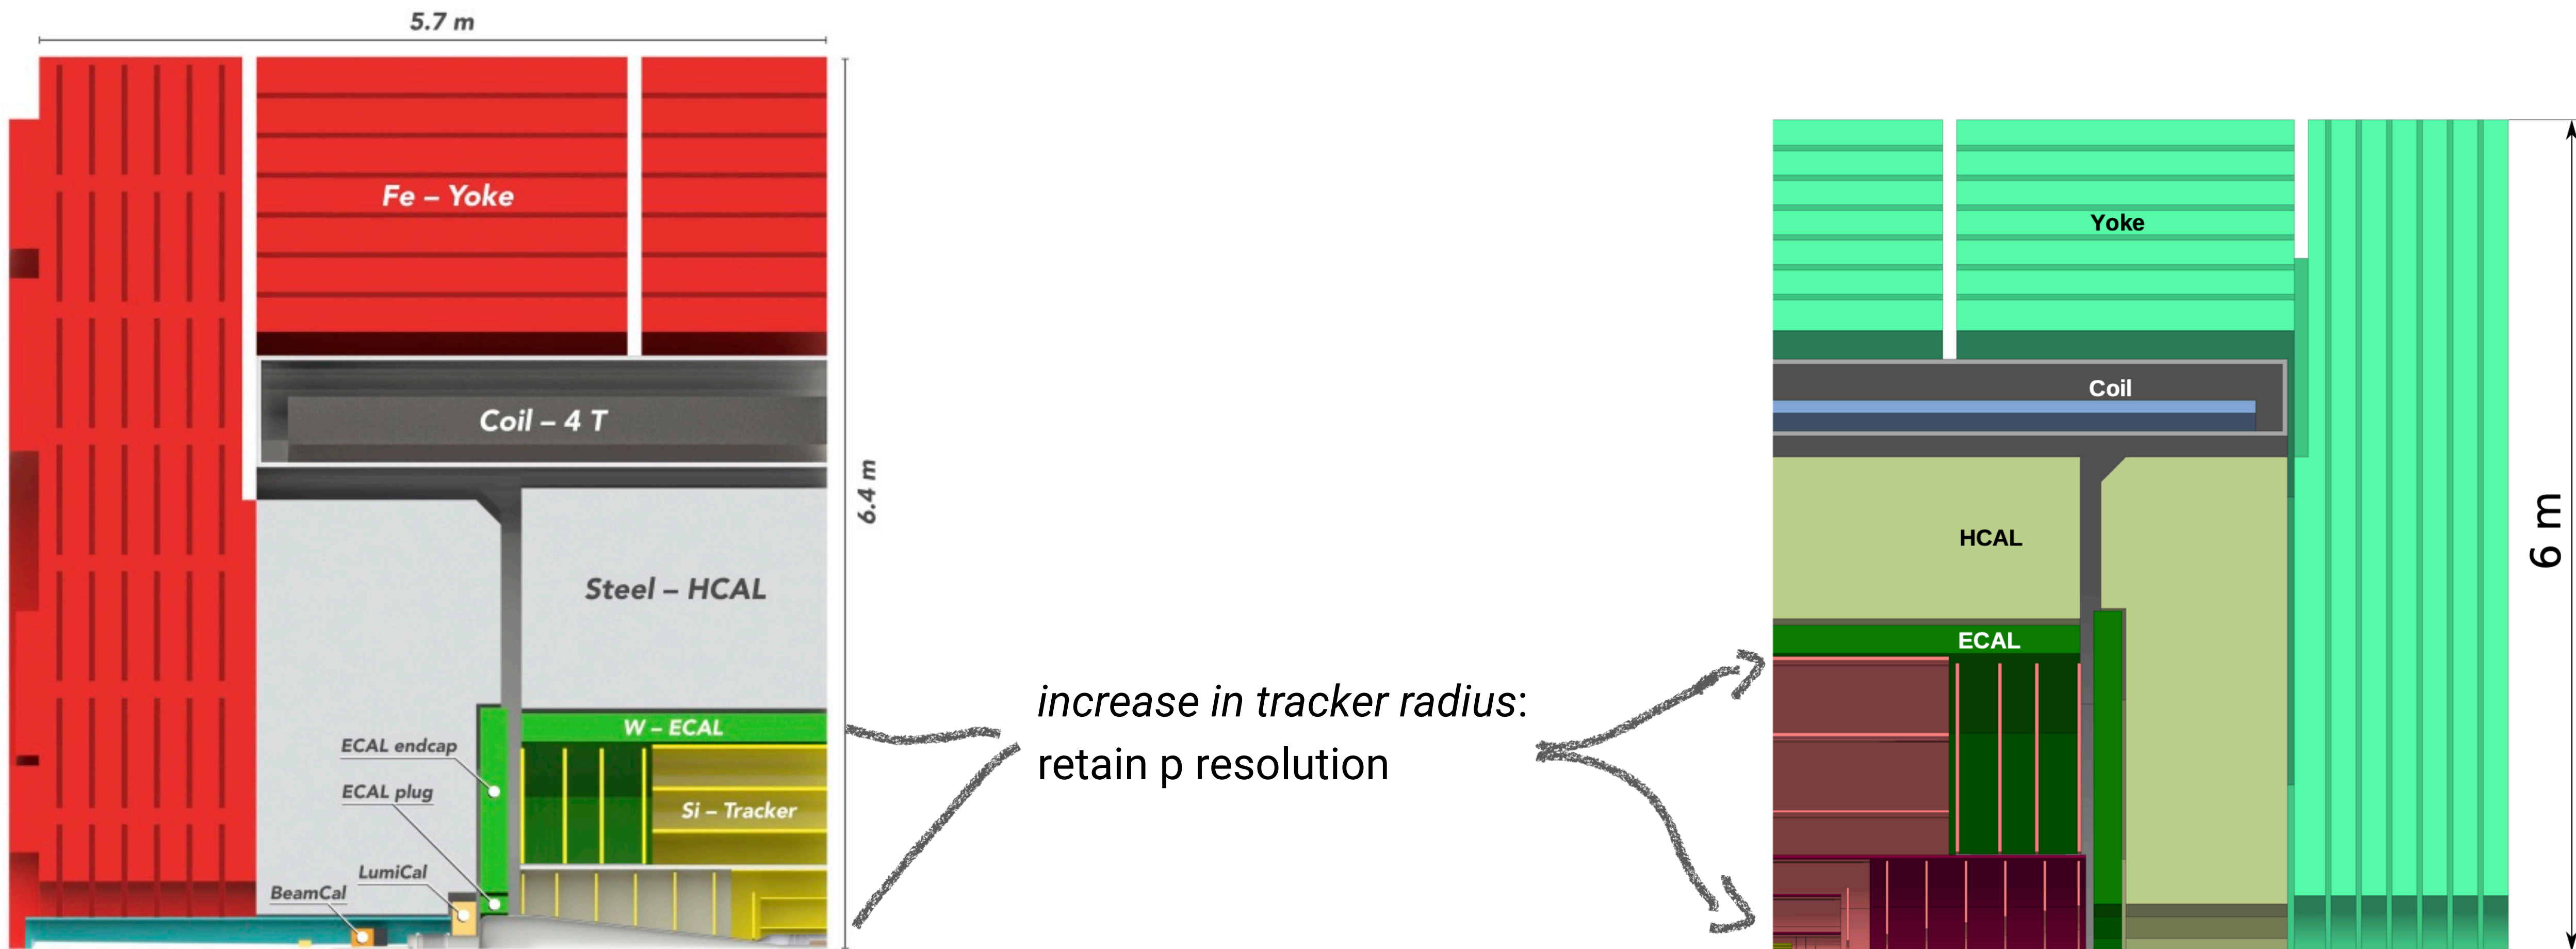 5.7 m
Fe – Yoke
Coil – 4 T
6.4 m
Steel – HCAL
W – ECAL
ECAL endcap
ECAL plug
Si – Tracker
LumiCal
BeamCal
increase in tracker radius:
retain p resolution
Yoke
Coil
HCAL
ECAL
6 m